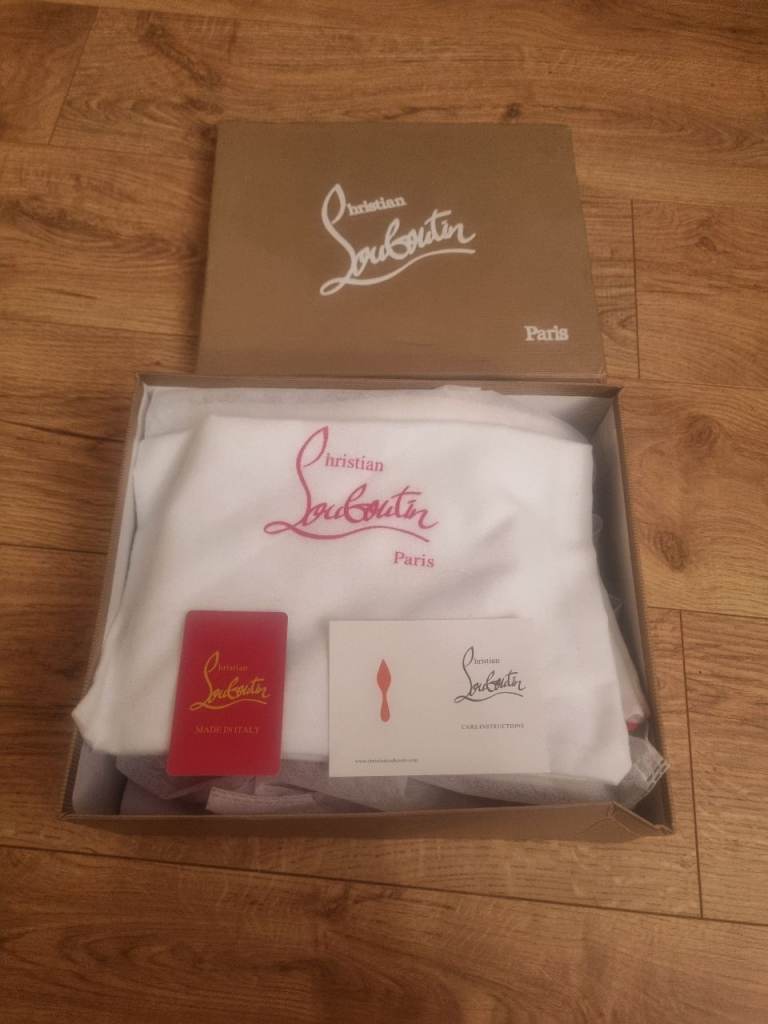 Christian
Louboutin
Paris
Christian
Louboutin
Paris
Christian
Louboutin
MADE IN ITALY
Christian
Louboutin
CARE INSTRUCTIONS